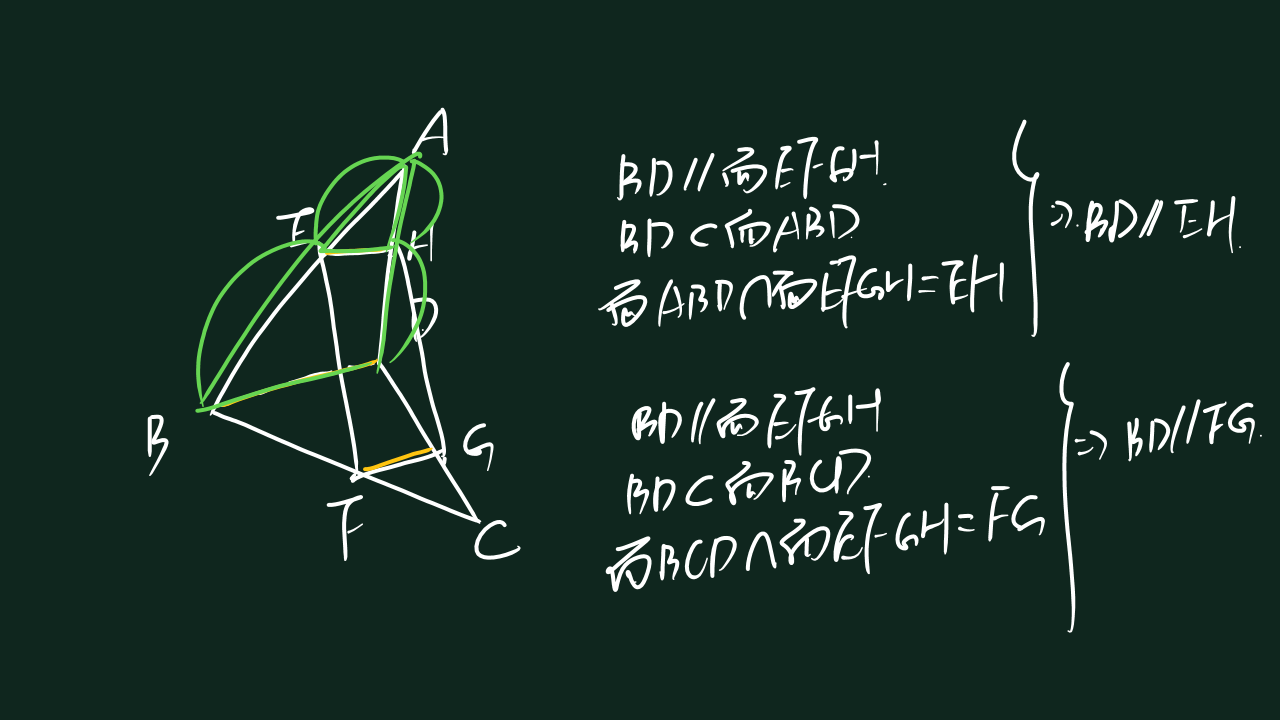 A
E
H
D
B
G
F
C
BD∥面EFGH.
BD⊂面ABD
面ABD∩面EFGH=EH
⇒BD∥EH.
BD∥面EFGH
BD⊂面BCD.
面BCD∩面EFGH=FG
⇒BD∥FG.